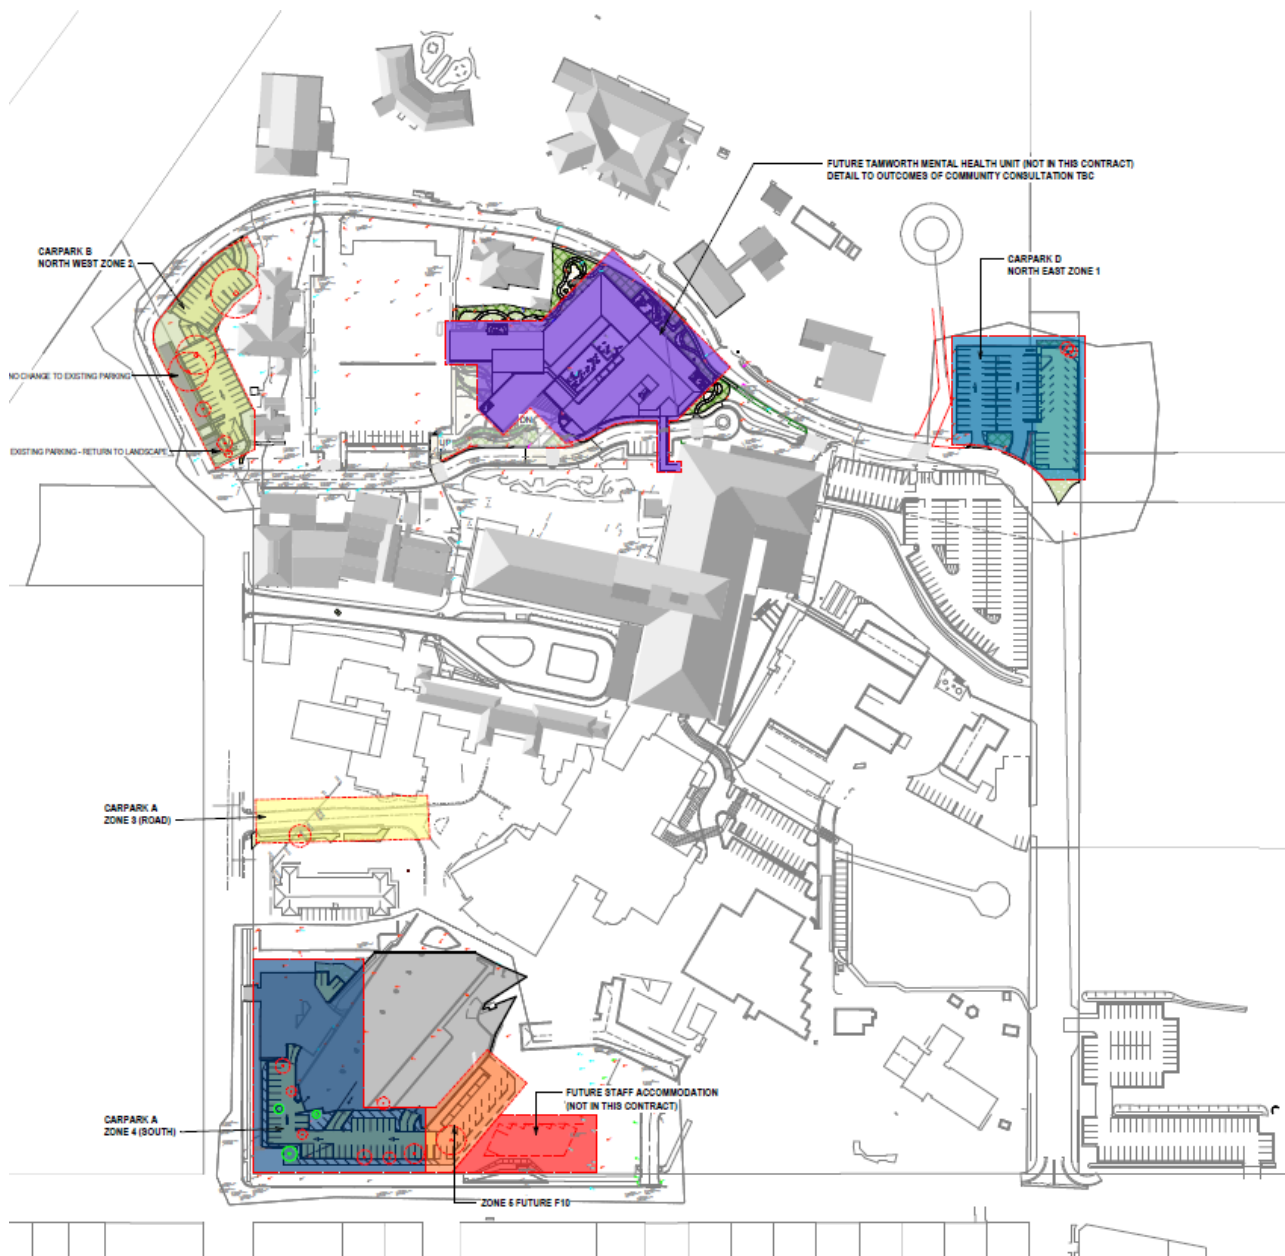 FUTURE TAMWORTH MENTAL HEALTH UNIT (NOT IN THIS CONTRACT)
DETAIL TO OUTCOMES OF COMMUNITY CONSULTATION TBC
CARPARK B
NORTH WEST ZONE 2
CARPARK D
NORTH EAST ZONE 1
NO CHANGE TO EXISTING PARKING
EXISTING PARKING - RETURN TO LANDSCAPE
UP
DN
CARPARK A
ZONE 3 (ROAD)
FUTURE STAFF ACCOMMODATION
(NOT IN THIS CONTRACT)
CARPARK A
ZONE 4 (SOUTH)
ZONE 5 FUTURE F10